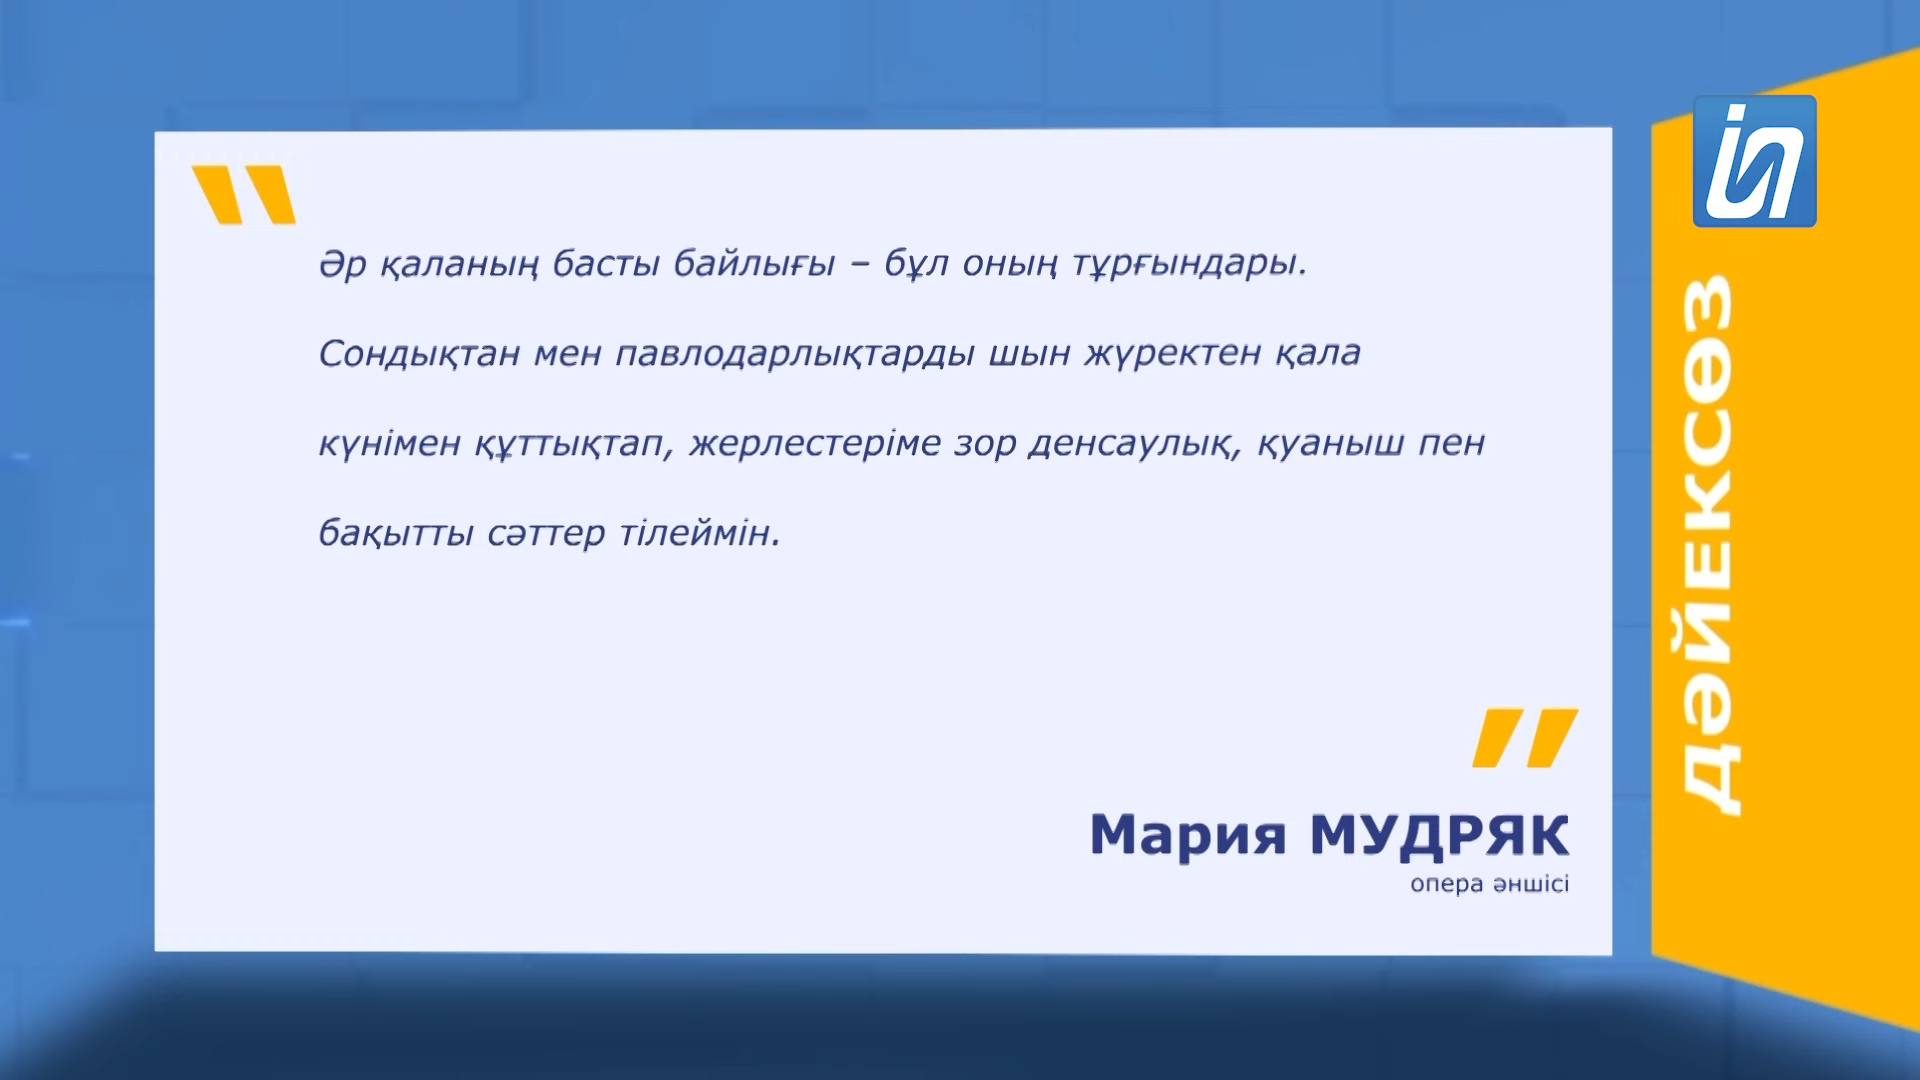 Әр қаланың басты байлығы – бұл оның тұрғындары.
Сондықтан мен павлодарлықтарды шын жүректен қала
күнімен құттықтап, жерлестеріме зор денсаулық, қуаныш пен
бақытты сәттер тілеймін.
Мария МУДРЯК
опера әншісі
ДӘЙЕКСӨЗ